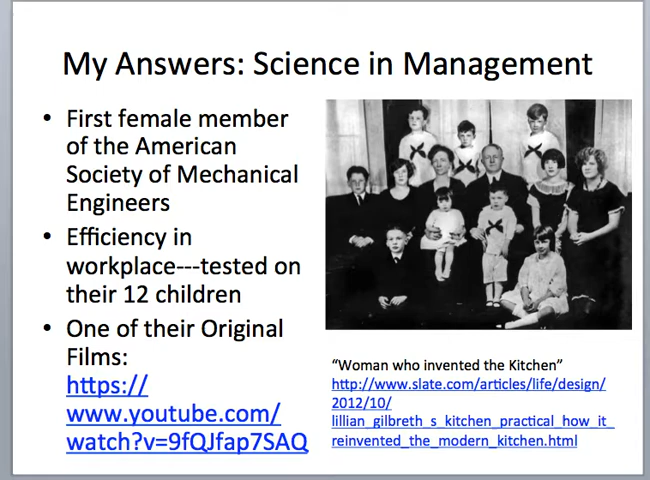 My Answers: Science in Management
• First female member
of the American
Society of Mechanical
Engineers
• Efficiency in
workplace---tested on
their 12 children
• One of their Original
Films:
https://
www.youtube.com/
watch?v=9fQJfap7SAQ
“Woman who invented the Kitchen”
http://www.slate.com/articles/life/design/
2012/10/
lillian_gilbreth_s_kitchen_practical_how_it_
reinvented_the_modern_kitchen.html